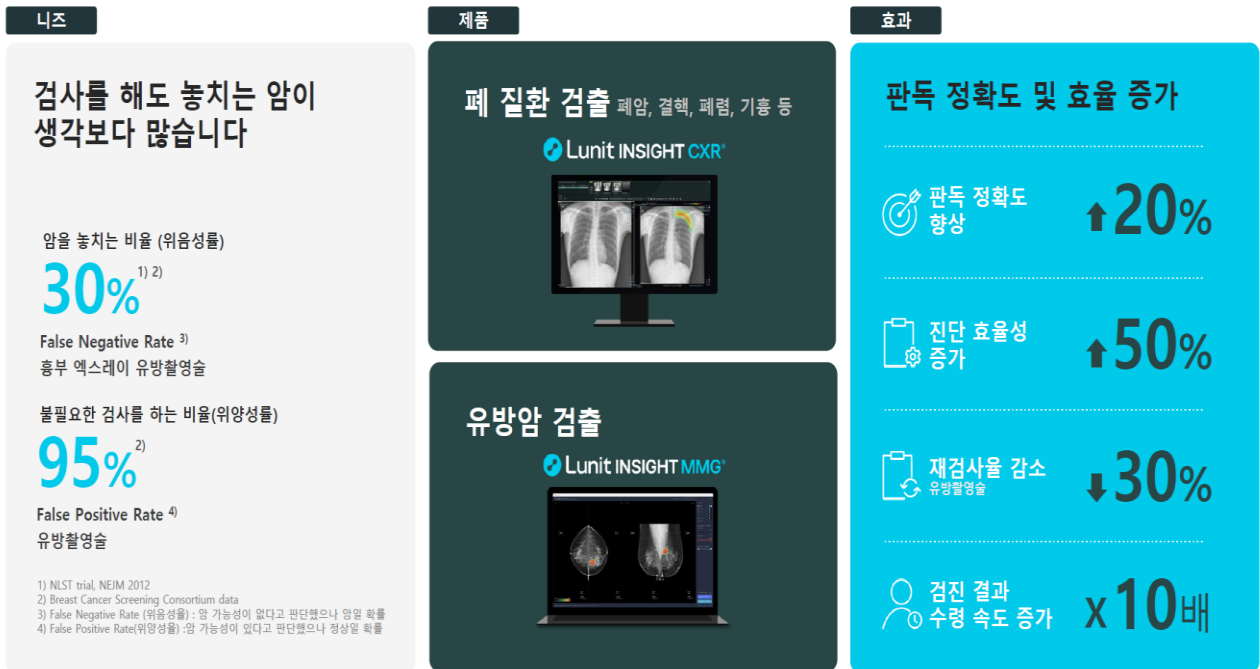 니즈
검사를 해도 놓치는 암이
생각보다 많습니다
암을 놓치는 비율 (위음성률)
30% 1) 2)
False Negative Rate 3)
흉부 엑스레이 유방촬영술
불필요한 검사를 하는 비율(위양성률)
95% 2)
False Positive Rate 4)
유방촬영술
1) NLST trial, NEJM 2012
2) Breast Cancer Screening Consortium data
3) False Negative Rate (위음성율) : 암 가능성이 없다고 판단했으나 암일 확률
4) False Positive Rate(위양성율) :암 가능성이 있다고 판단했으나 정상일 확률
제품
폐 질환 검출 폐암, 결핵, 폐렴, 기흉 등
Lunit INSIGHT CXR
유방암 검출
Lunit INSIGHT MMG
효과
판독 정확도 및 효율 증가
판독 정확도
향상
↑20%
진단 효율성
증가
↑50%
재검사율 감소
유방촬영술
↓30%
검진 결과
수령 속도 증가
x10배